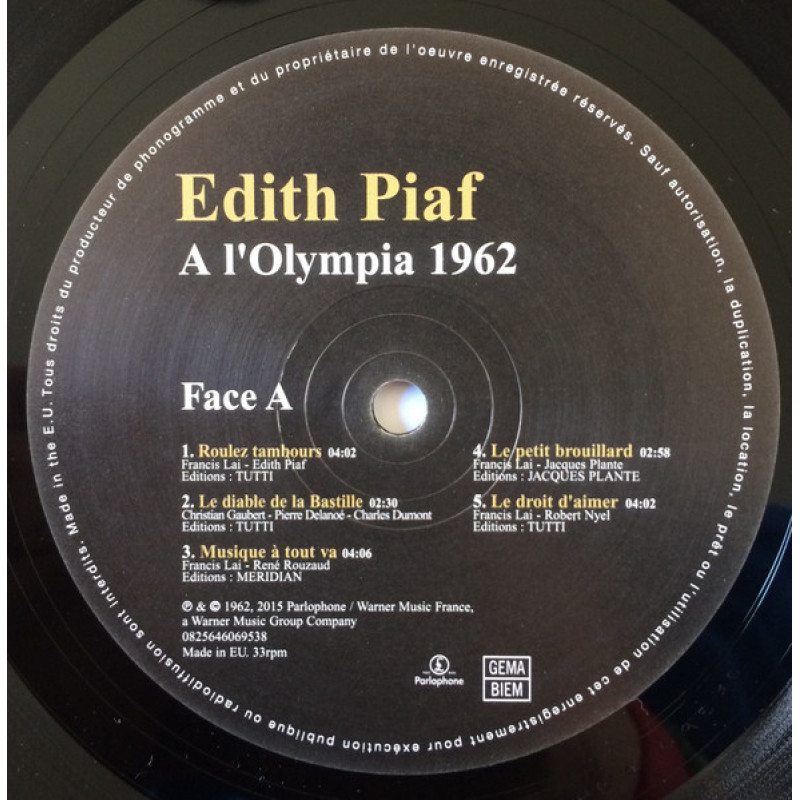 Edith Piaf
A l'Olympia 1962
Face A
1. Roulez tambours 04:02
Francis Lai - Edith Piaf
Editions : TUTTI
2. Le diable de la Bastille 02:30
Christian Gaubert - Pierre Delanoë - Charles Dumont
Editions : TUTTI
3. Musique à tout va 04:06
Francis Lai - René Rouzaud
Editions : MERIDIAN
4. Le petit brouillard 02:58
Francis Lai - Jacques Plante
Editions : JACQUES PLANTE
5. Le droit d'aimer 04:02
Francis Lai - Robert Nyel
Editions : TUTTI
℗ & © 1962, 2015 Parlophone / Warner Music France,
a Warner Music Group Company
0825646069538
Made in EU. 33rpm
Parlophone
GEMA
BIEM
Made in the E.U. Tous droits du producteur de phonogramme et du propriétaire de l'oeuvre enregistrée réservés. Sauf autorisation, la duplication, la location, le prêt ou l'utilisation de cet enregistrement pour exécution publique ou radiodiffusion sont interdits.